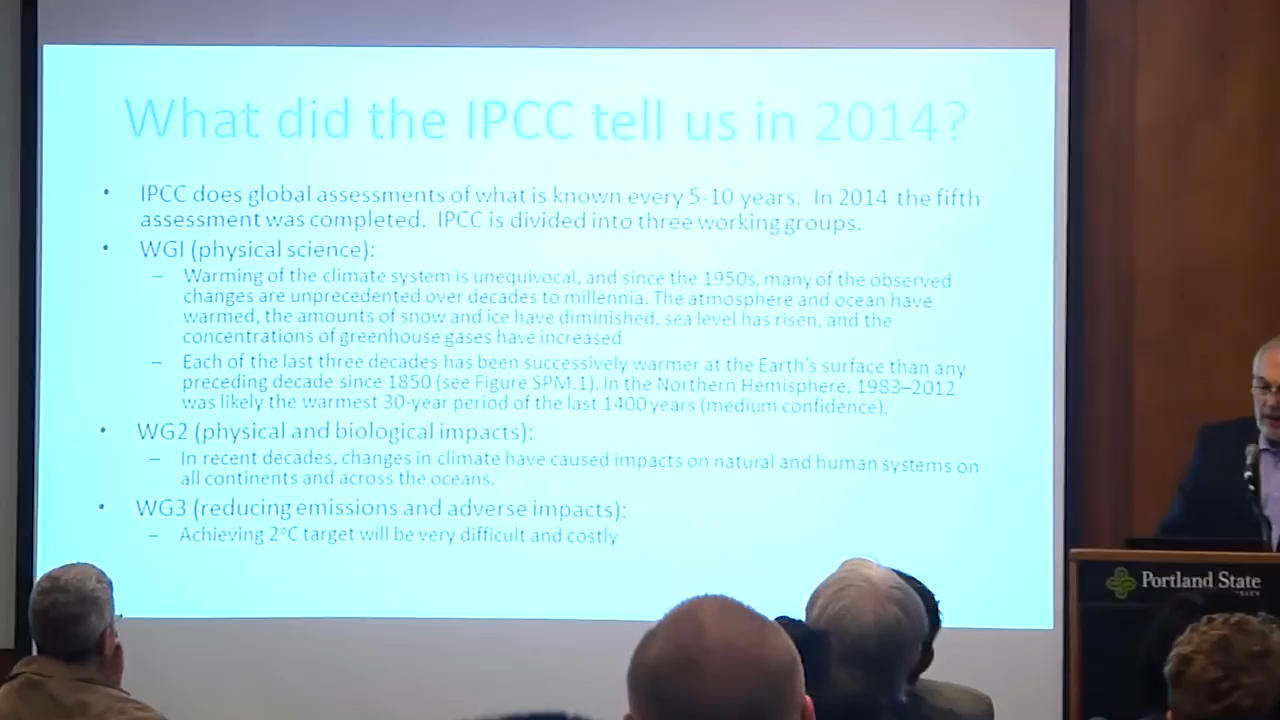 What did the IPCC tell us in 2014?
• IPCC does global assessments of what is known every 5-10 years. In 2014 the fifth
assessment was completed. IPCC is divided into three working groups.
• WGI (physical science):
– Warming of the climate system is unequivocal, and since the 1950s, many of the observed
changes are unprecedented over decades to millennia. The atmosphere and ocean have
warmed, the amounts of snow and ice have diminished, sea level has risen, and the
concentrations of greenhouse gases have increased
– Each of the last three decades has been successively warmer at the Earth's surface than any
preceding decade since 1850 (see Figure SPM.1). In the Northern Hemisphere, 1983–2012
was likely the warmest 30-year period of the last 1400 years (medium confidence).
• WG2 (physical and biological impacts):
– In recent decades, changes in climate have caused impacts on natural and human systems on
all continents and across the oceans.
• WG3 (reducing emissions and adverse impacts):
– Achieving 2°C target will be very difficult and costly
Portland State